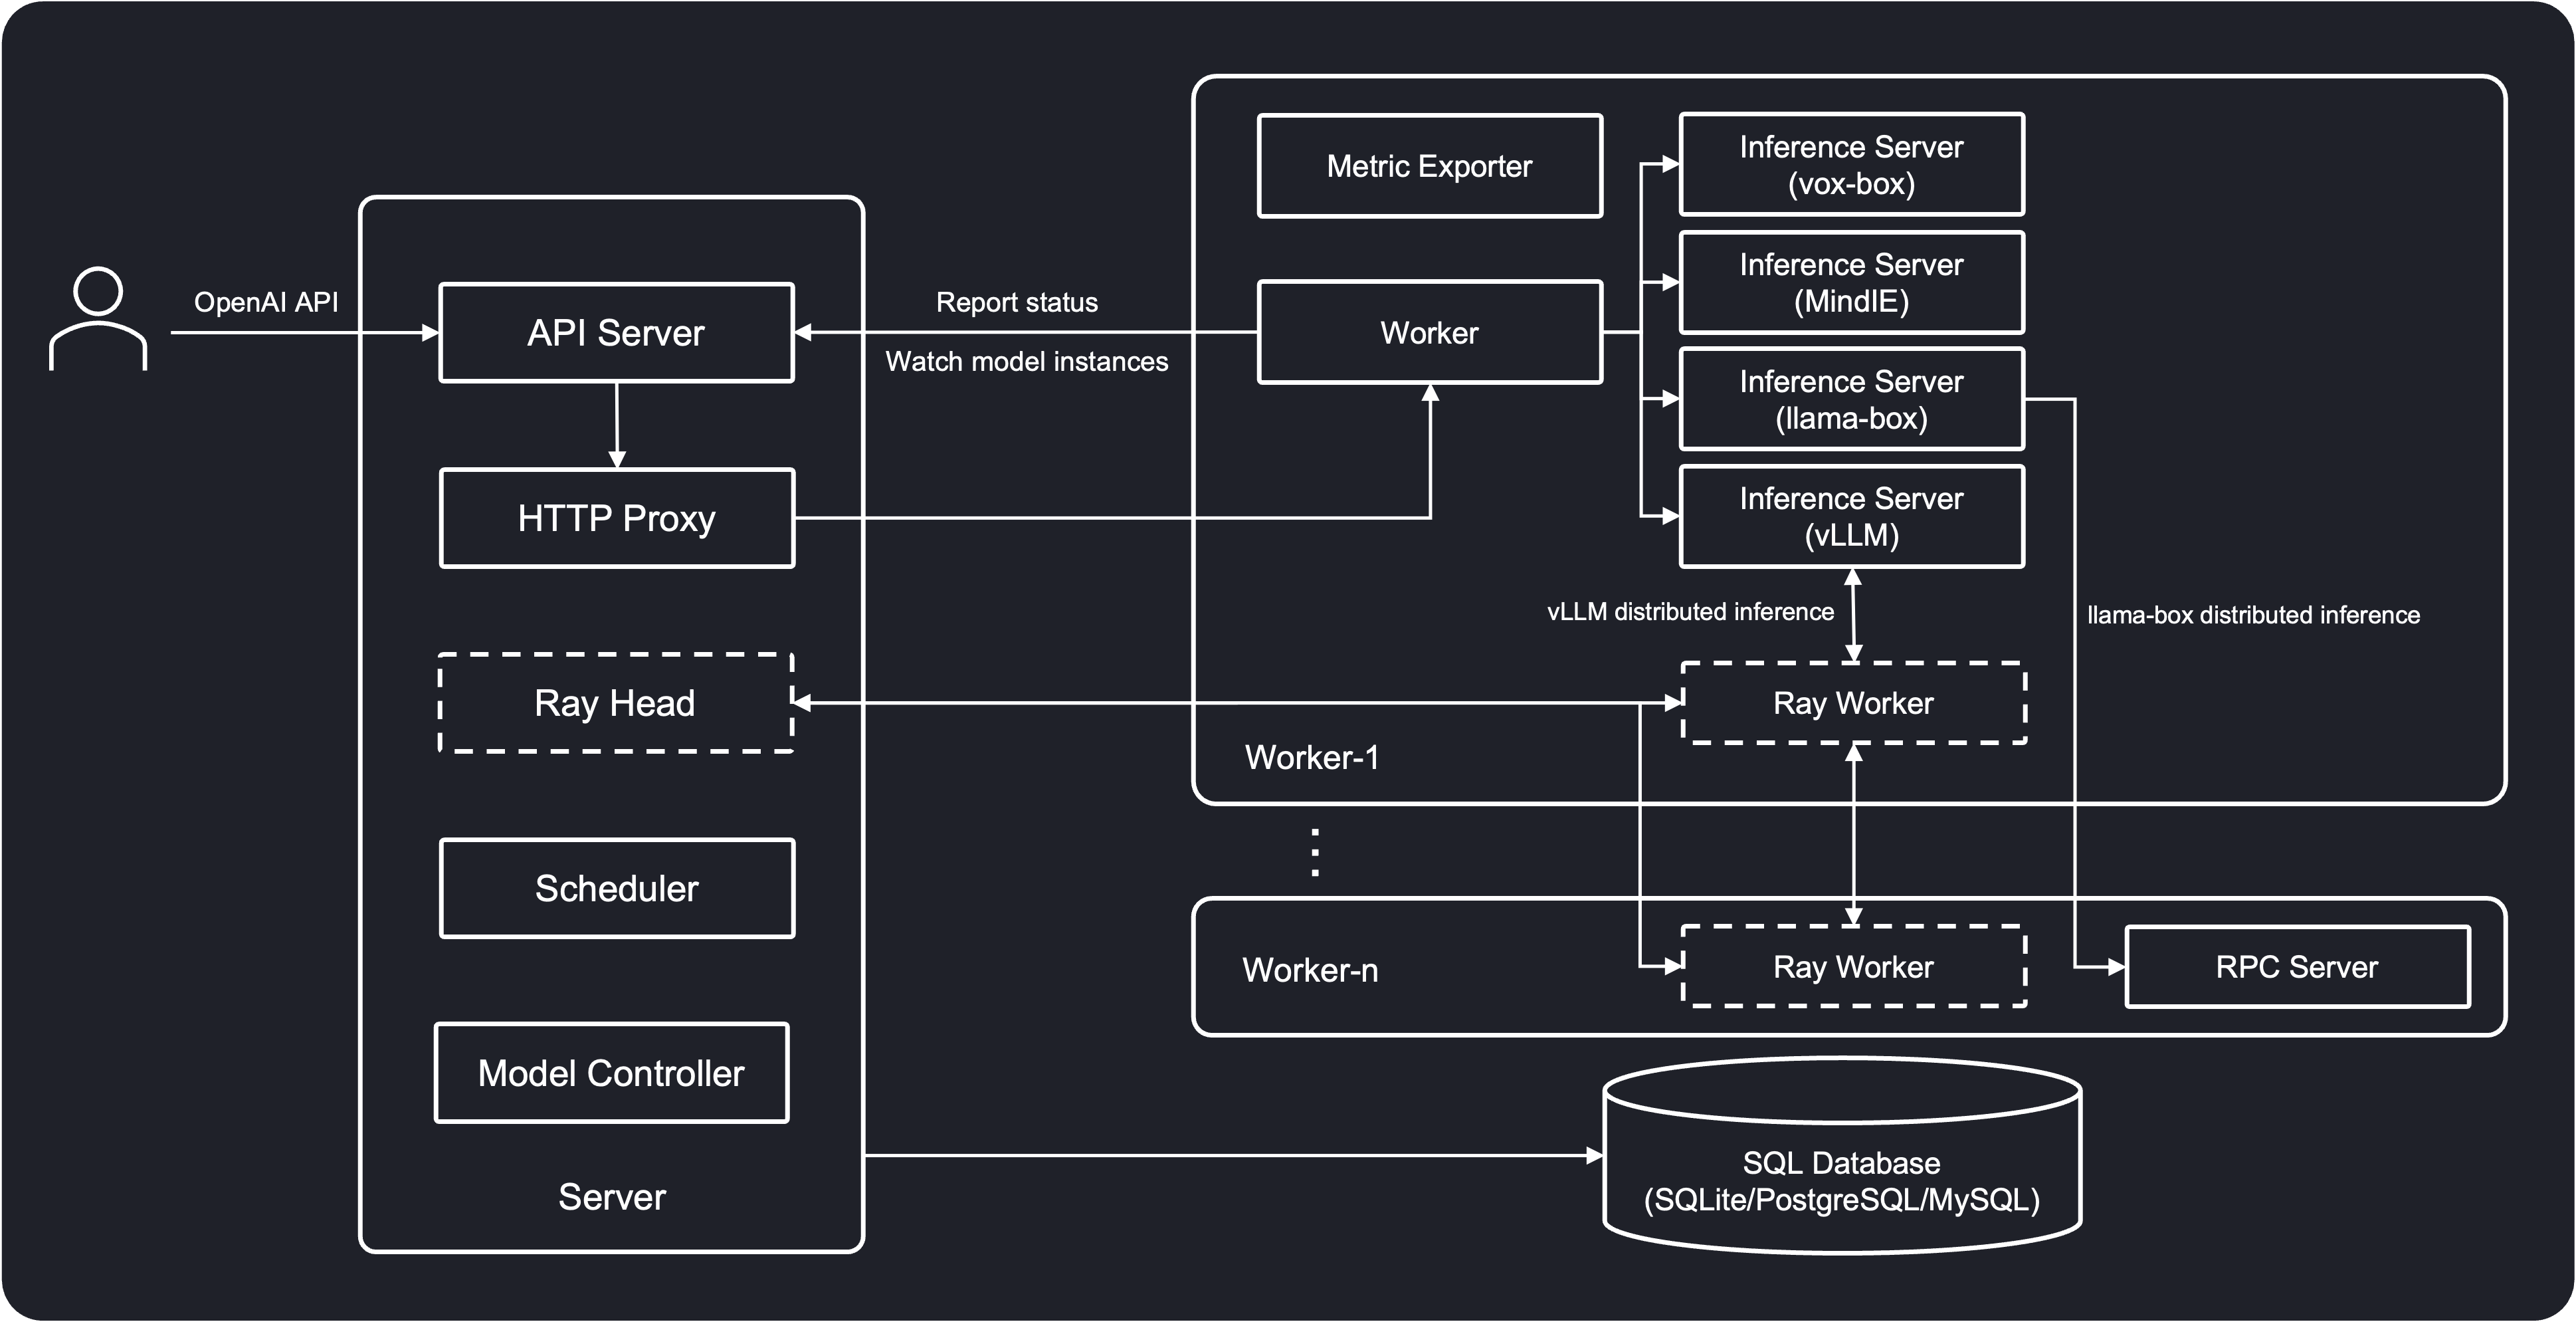 OpenAI API
API Server
HTTP Proxy
Ray Head
Scheduler
Model Controller
Server
Report status
Watch model instances
Metric Exporter
Worker
Inference Server
(vox-box)
Inference Server
(MindIE)
Inference Server
(llama-box)
Inference Server
(vLLM)
vLLM distributed inference
llama-box distributed inference
Ray Worker
Worker-1
Worker-n
Ray Worker
RPC Server
SQL Database
(SQLite/PostgreSQL/MySQL)